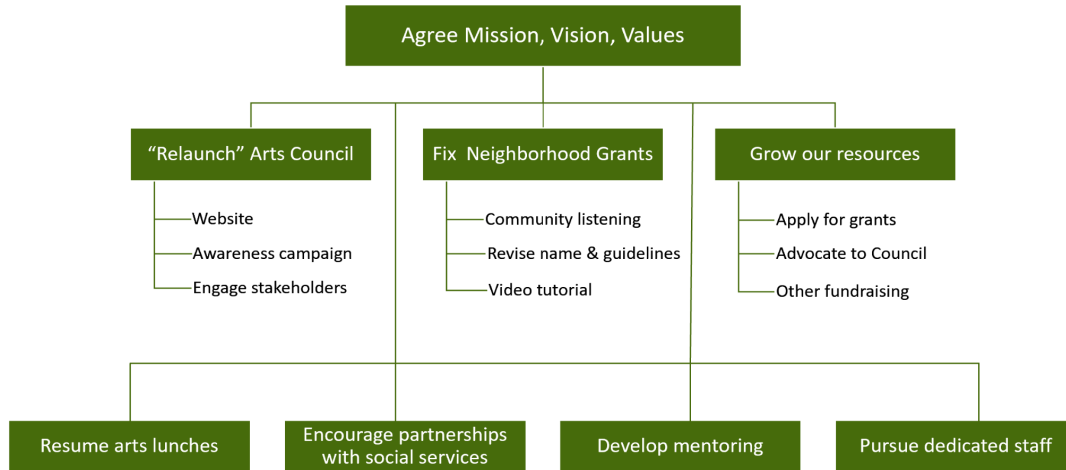 Agree Mission, Vision, Values
“Relaunch” Arts Council
Website
Awareness campaign
Engage stakeholders
Fix  Neighborhood Grants
Community listening
Revise name & guidelines
Video tutorial
Grow our resources
Apply for grants
Advocate to Council
Other fundraising
Resume arts lunches
Encourage partnerships
with social services
Develop mentoring
Pursue dedicated staff